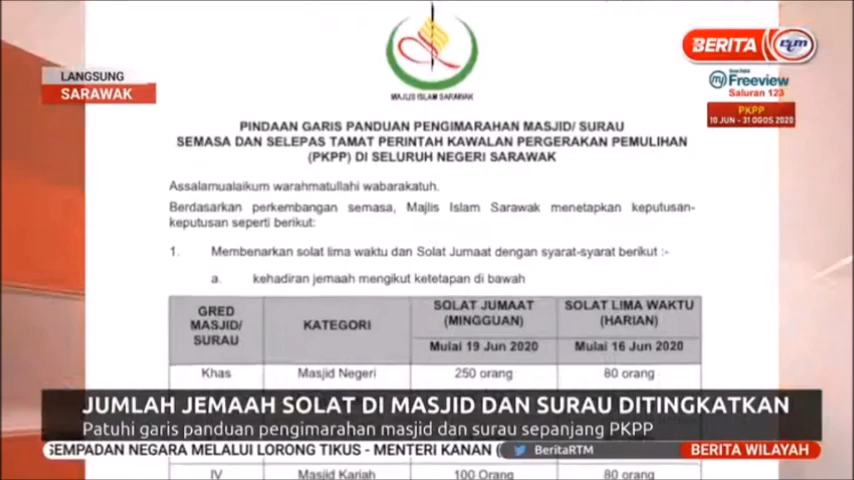 LANGSUNG
SARAWAK
MAJLIS ISLAM SARAWAK
BERITA rtm
my Freeview
Saluran 123
PKPP
10 JUN - 31 OGOS 2020
PINDAAN GARIS PANDUAN PENGIMARAHAN MASJID/ SURAU
SEMASA DAN SELEPAS TAMAT PERINTAH KAWALAN PERGERAKAN PEMULIHAN
(PKPP) DI SELURUH NEGERI SARAWAK
Assalamualaikum warahmatullahi wabarakatuh.
Berdasarkan perkembangan semasa, Majlis Islam Sarawak menetapkan keputusan-
keputusan seperti berikut:
1. Membenarkan solat lima waktu dan Solat Jumaat dengan syarat-syarat berikut :-
a. kehadiran jemaah mengikut ketetapan di bawah
GRED MASJID/ SURAU KATEGORI SOLAT JUMAAT (MINGGUAN) SOLAT LIMA WAKTU (HARIAN)
Mulai 19 Jun 2020 Mulai 16 Jun 2020
Khas Masjid Negeri 250 orang 80 orang
JUMLAH JEMAAH SOLAT DI MASJID DAN SURAU DITINGKATKAN
Patuhi garis panduan pengimarahan masjid dan surau sepanjang PKPP
SEMPADAN NEGARA MELALUI LORONG TIKUS - MENTERI KANAN BeritaRTM BERITA WILAYAH
IV Masjid Kariah 100 Orang 80 orang